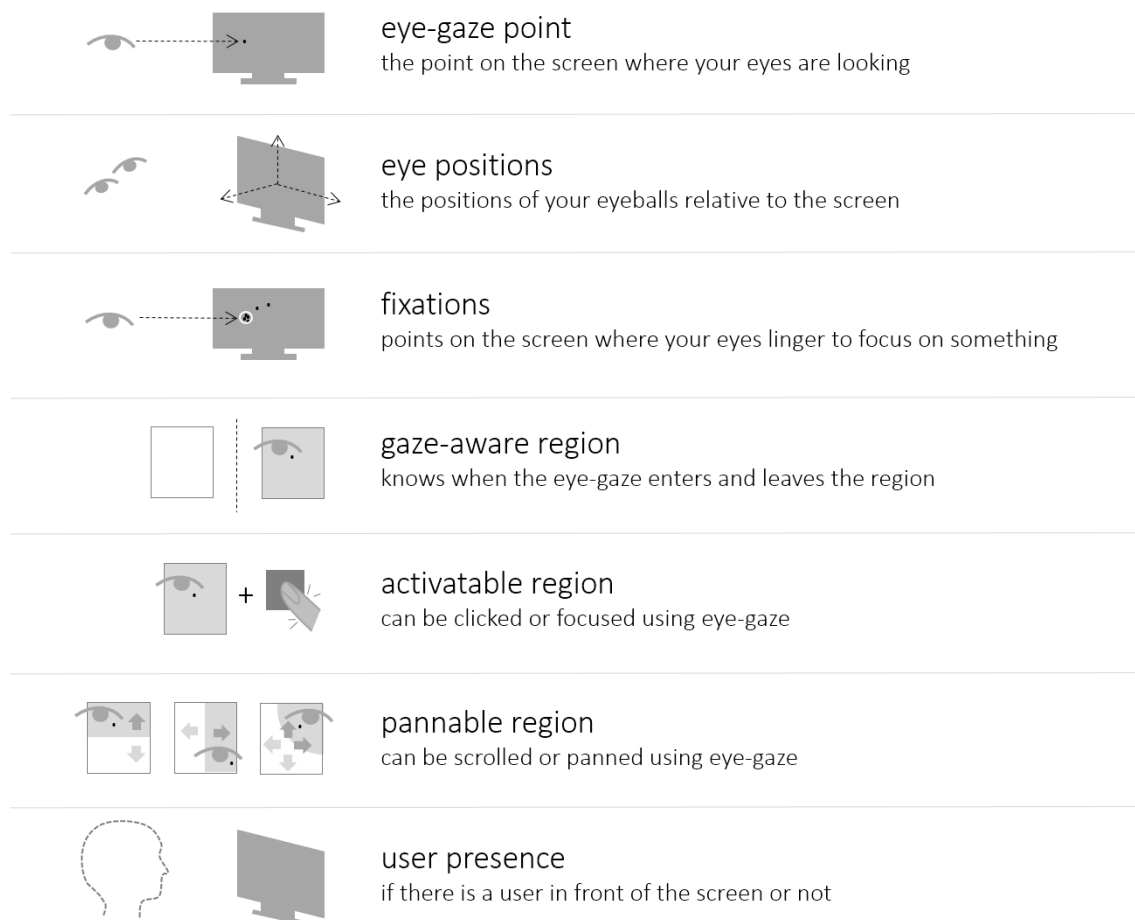 eye-gaze point
the point on the screen where your eyes are looking
eye positions
the positions of your eyeballs relative to the screen
fixations
points on the screen where your eyes linger to focus on something
gaze-aware region
knows when the eye-gaze enters and leaves the region
+
activatable region
can be clicked or focused using eye-gaze
pannable region
can be scrolled or panned using eye-gaze
user presence
if there is a user in front of the screen or not